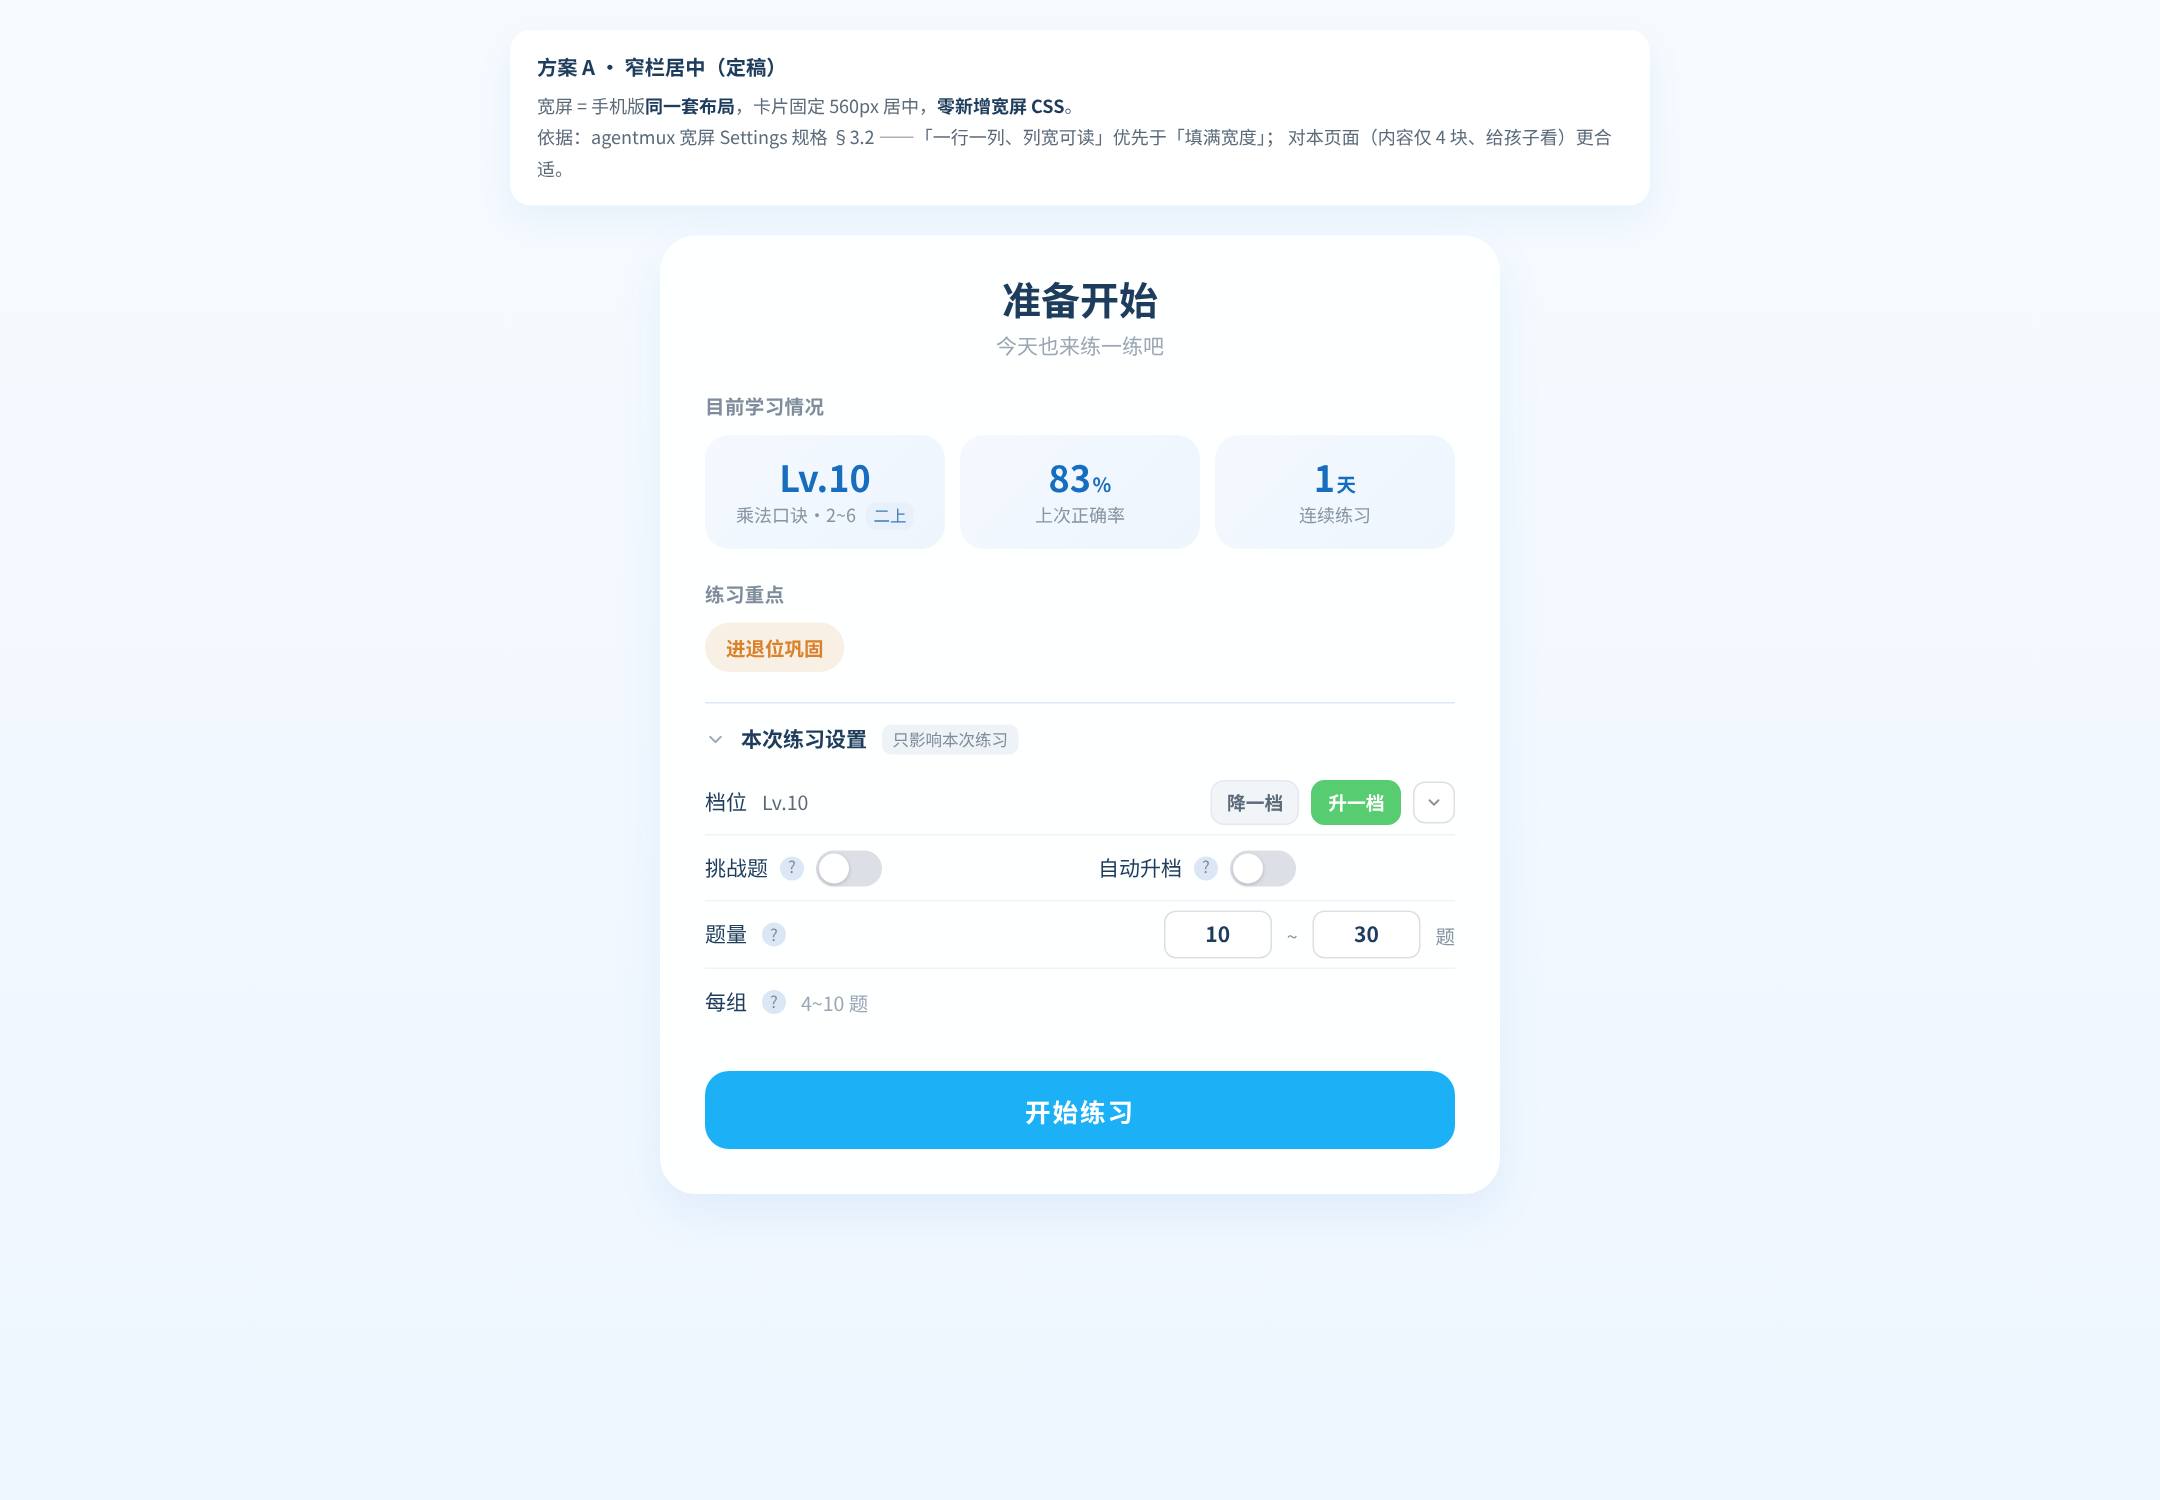 方案 A · 窄栏居中（定稿）
宽屏 = 手机版同一套布局，卡片固定 560px 居中，零新增宽屏 CSS。
依据：agentmux 宽屏 Settings 规格 §3.2 ——「一行一列、列宽可读」优先于「填满宽度」； 对本页面（内容仅 4 块、给孩子看）更合
适。
准备开始
今天也来练一练吧
目前学习情况
Lv.10 83% 1天
乘法口诀·2~6 二上 上次正确率 连续练习
练习重点
进退位巩固
本次练习设置 只影响本次练习
档位 Lv.10 降一档 升一档
挑战题 ? 自动升档 ?
题量 ? 10 ~ 30 题
每组 ? 4~10 题
开始练习